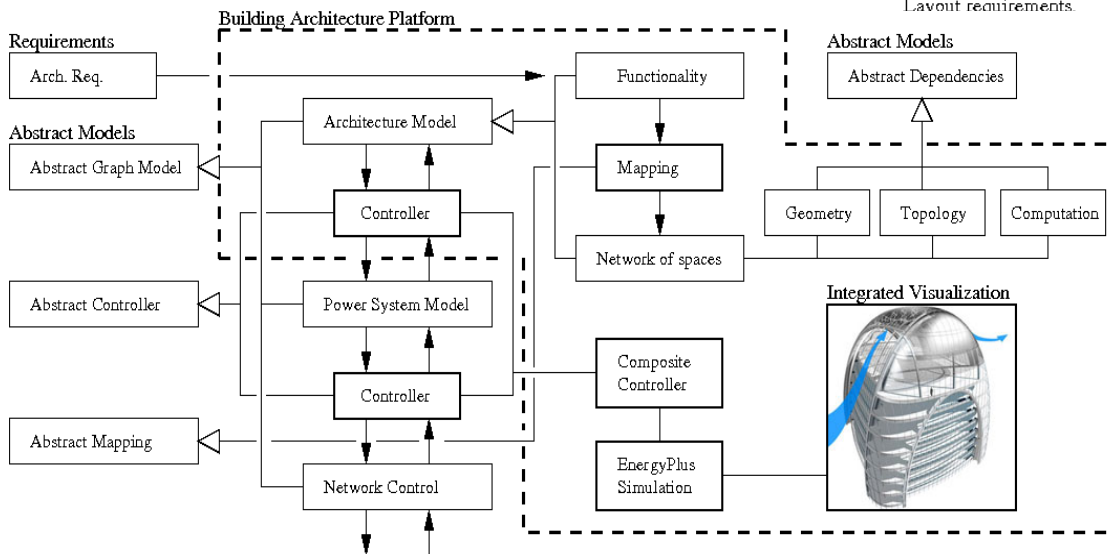 Layout requirements.
Building Architecture Platform
Requirements
Abstract Models
Arch. Req.
Functionality
Abstract Dependencies
Architecture Model
Abstract Models
Abstract Graph Model
Mapping
Controller
Geometry
Topology
Computation
Network of spaces
Abstract Controller
Power System Model
Integrated Visualization
Composite
Controller
Controller
Abstract Mapping
EnergyPlus
Simulation
Network Control